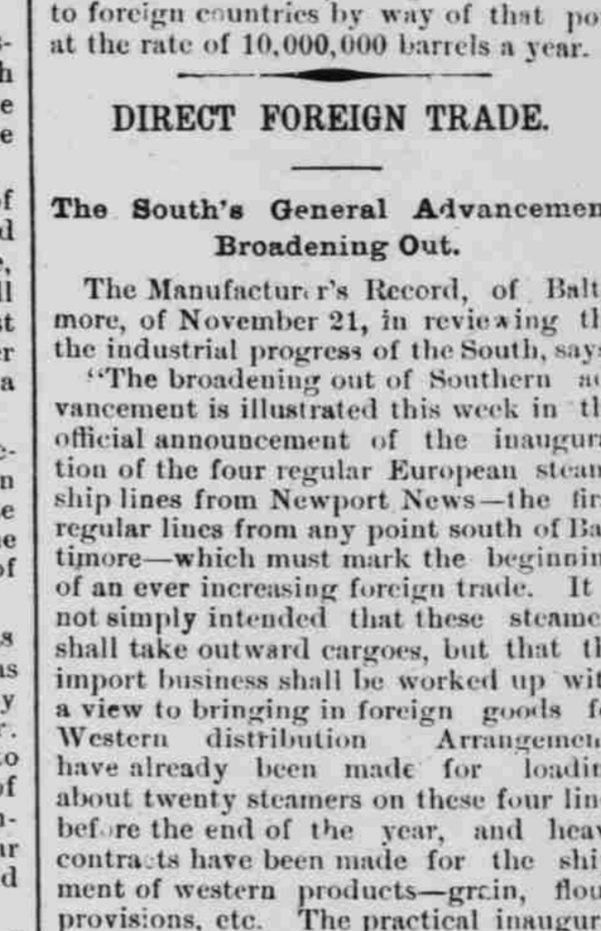 to foreign countries by way of that po
at the rate of 10,000,000 barrels a year.
DIRECT FOREIGN TRADE.
The South's General Advancemen
Broadening Out.
The Manufacturer's Record, of Balt
more, of November 21, in reviewing th
the industrial progress of the South, says
"The broadening out of Southern ad
vancement is illustrated this week in th
official announcement of the inaugura
tion of the four regular European steam
ship lines from Newport News—the fir
regular lines from any point south of Ba
timore—which must mark the beginnin
of an ever increasing foreign trade. It
not simply intended that these steame
shall take outward cargoes, but that th
import business shall be worked up wit
a view to bringing in foreign goods fo
Western distribution Arrangemen
have already been made for loadin
about twenty steamers on these four lin
before the end of the year, and heav
contracts have been made for the shi
ment of western products—grain, flou
provisions, etc. The practical inaugur